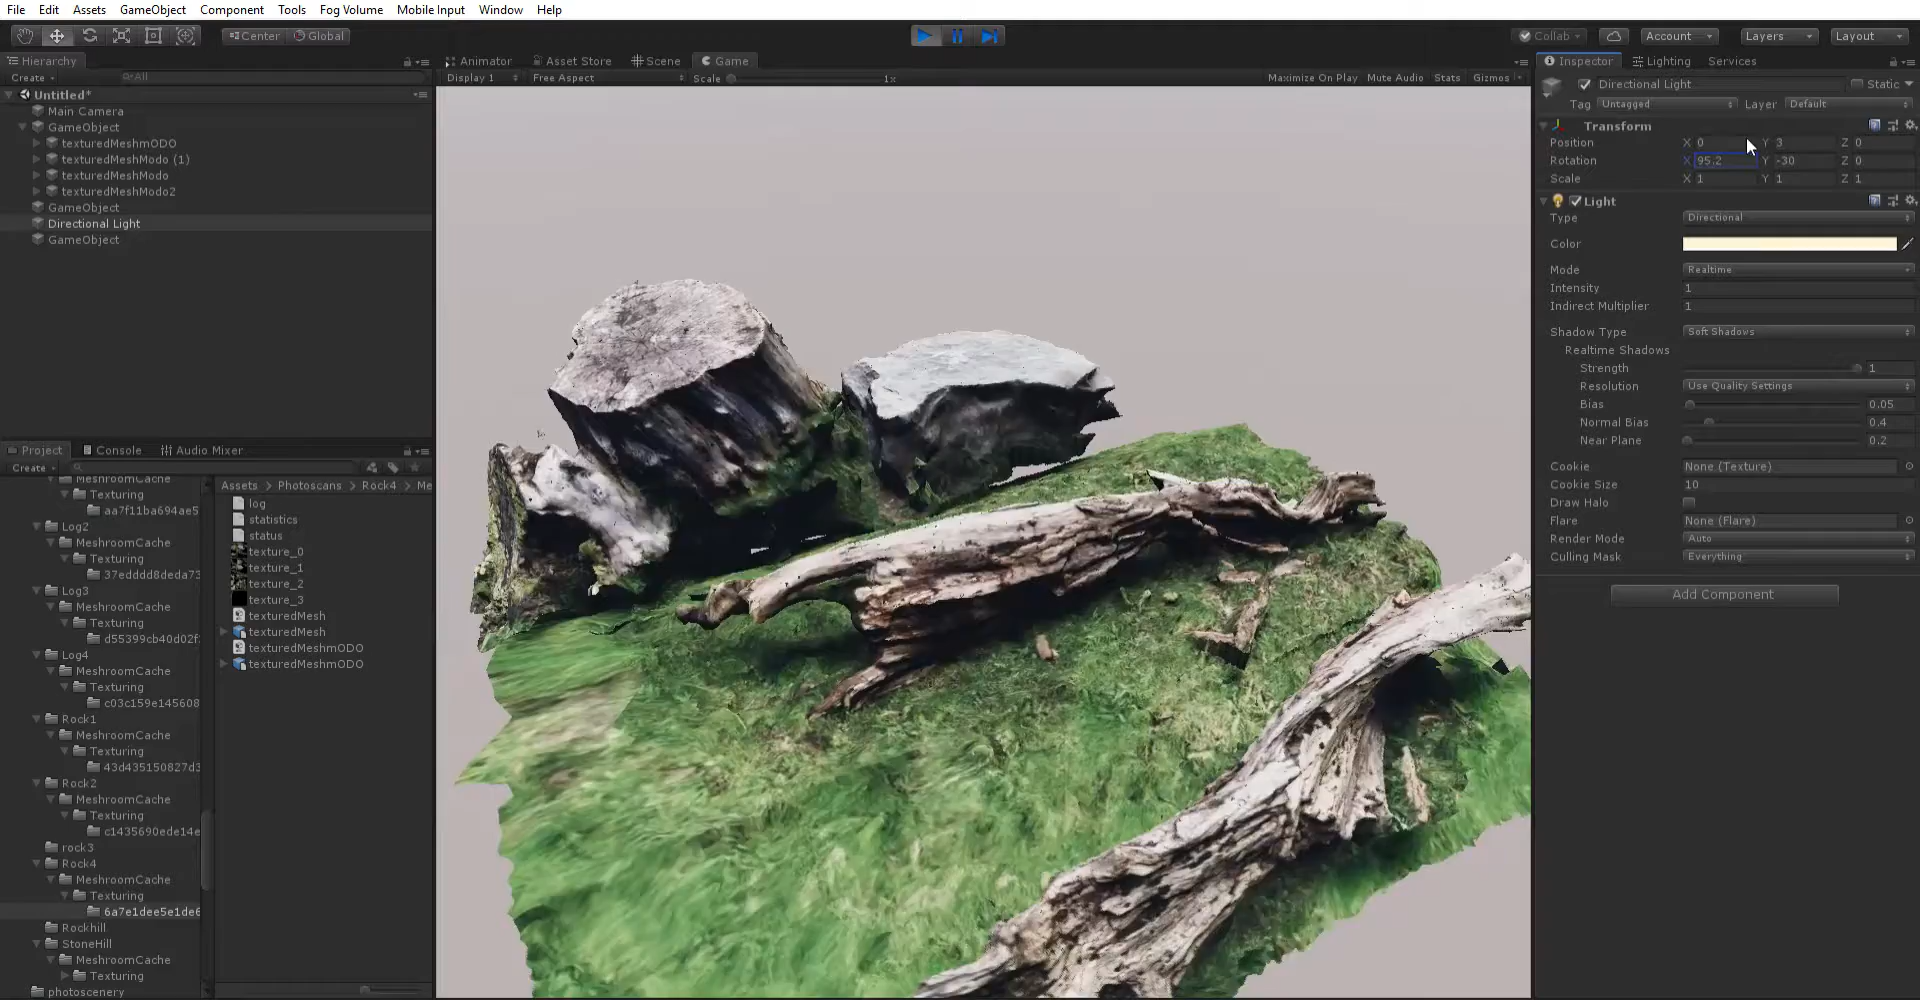 File Edit Assets GameObject Component Tools Fog Volume Mobile Input Window Help
Center Global Collab Account Layers Layout
Hierarchy
Create All
Untitled*
Main Camera
GameObject
texturedMeshmODO
texturedMeshModo (1)
texturedMeshModo
texturedMeshModo2
GameObject
Directional Light
GameObject
Animator Asset Store Scene Game
Display 1 Free Aspect Scale 1x Maximize On Play Mute Audio Stats Gizmos
Project Console Audio Mixer
Create
MeshroomCache
Texturing
aa7f11ba694ae5
Log2
MeshroomCache
Texturing
37edddd8deda73
Log3
MeshroomCache
Texturing
d55399cb40d02f
Log4
MeshroomCache
Texturing
c03c159e145608
Rock1
MeshroomCache
Texturing
43d435150827d3
Rock2
MeshroomCache
Texturing
c1435690ede14e
rock3
Rock4
MeshroomCache
Texturing
6a7e1dee5e1de6
Rockhill
StoneHill
MeshroomCache
Texturing
photoscenery
Assets > Photoscans > Rock4 > Me
log
statistics
status
texture_0
texture_1
texture_2
texture_3
texturedMesh
texturedMesh
texturedMeshmODO
texturedMeshmODO
Inspector Lighting Services
Directional Light Static
Tag Untagged Layer Default
Transform
Position X 0 Y 3 Z 0
Rotation X 95.2 Y -30 Z 0
Scale X 1 Y 1 Z 1
Light
Type Directional
Color
Mode Realtime
Intensity 1
Indirect Multiplier 1
Shadow Type Soft Shadows
Realtime Shadows
Strength 1
Resolution Use Quality Settings
Bias 0.05
Normal Bias 0.4
Near Plane 0.2
Cookie None (Texture)
Cookie Size 10
Draw Halo
Flare None (Flare)
Render Mode Auto
Culling Mask Everything
Add Component